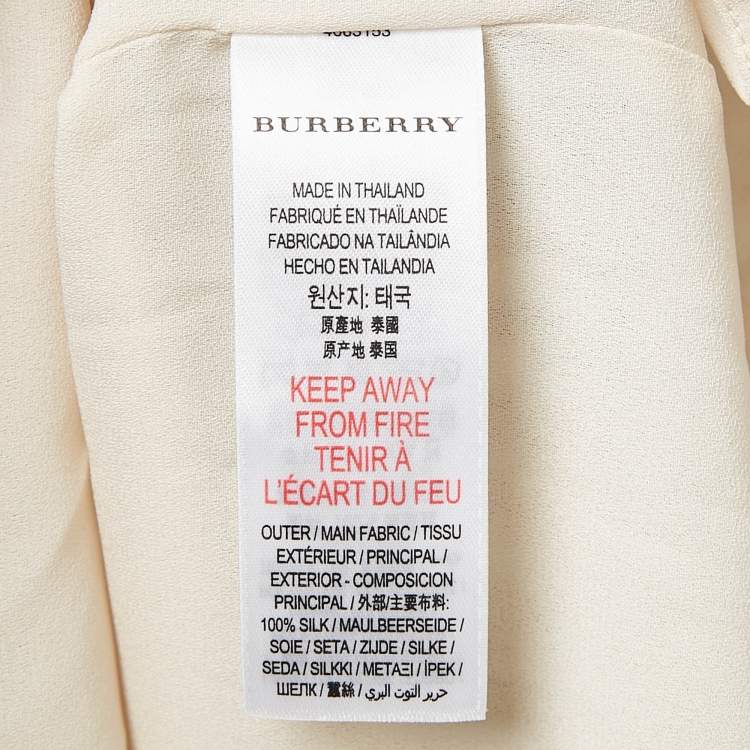 BURBERRY
MADE IN THAILAND
FABRIQUÉ EN THAÏLANDE
FABRICADO NA TAILÂNDIA
HECHO EN TAILANDIA
원산지: 태국
原產地 泰國
原产地 泰国
KEEP AWAY
FROM FIRE
TENIR À
L'ÉCART DU FEU
OUTER / MAIN FABRIC / TISSU
EXTÉRIEUR / PRINCIPAL /
EXTERIOR - COMPOSICION
PRINCIPAL / 外部/主要布料:
100% SILK / MAULBEERSEIDE /
SOIE / SETA / ZIJDE / SILKE /
SEDA / SILKKI / ΜΕΤΑΞΙ / İPEK /
ШЕЛК / 蠶絲 / حرير التوت البري